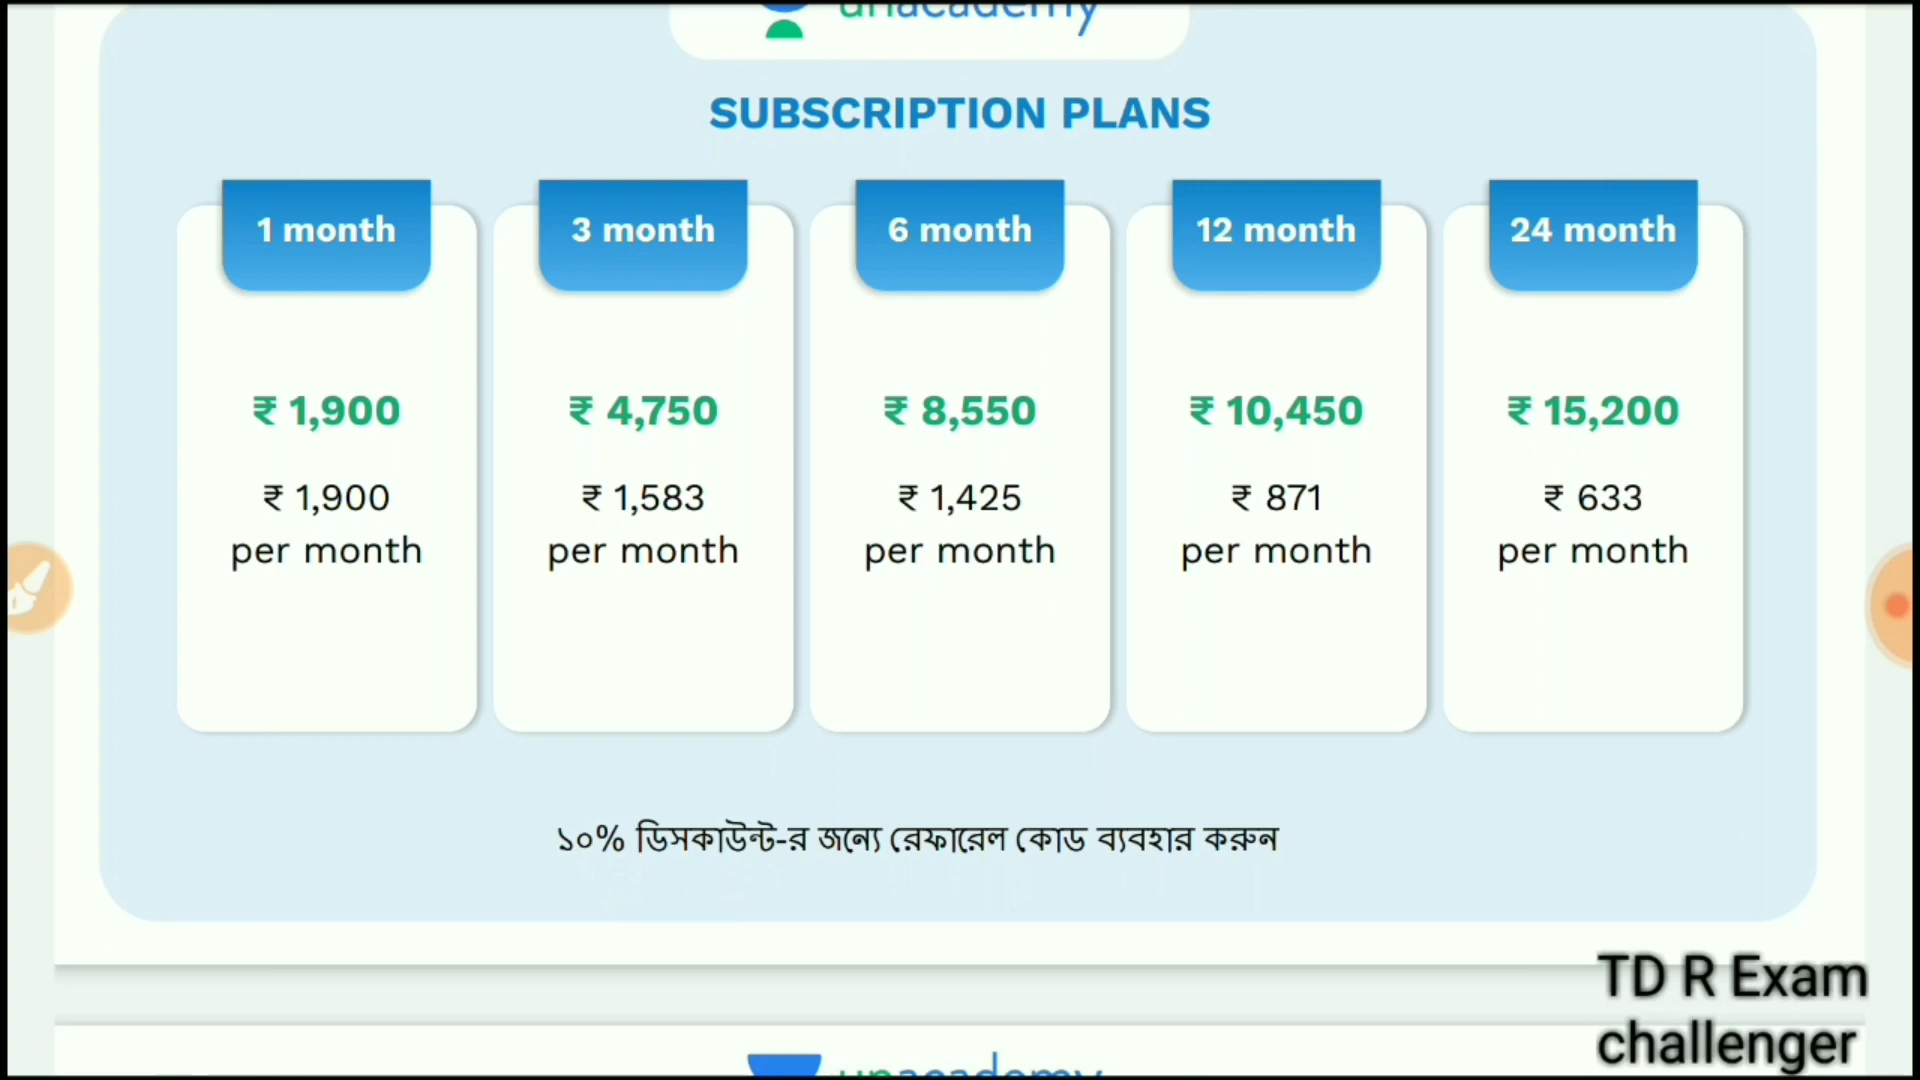 unacademy
SUBSCRIPTION PLANS
1 month
3 month
6 month
12 month
24 month
₹ 1,900
₹ 4,750
₹ 8,550
₹ 10,450
₹ 15,200
₹ 1,900
per month
₹ 1,583
per month
₹ 1,425
per month
₹ 871
per month
₹ 633
per month
১০% ডিসকাউন্ট-র জন্যে রেফারেল কোড ব্যবহার করুন
TD R Exam
challenger
unacademy